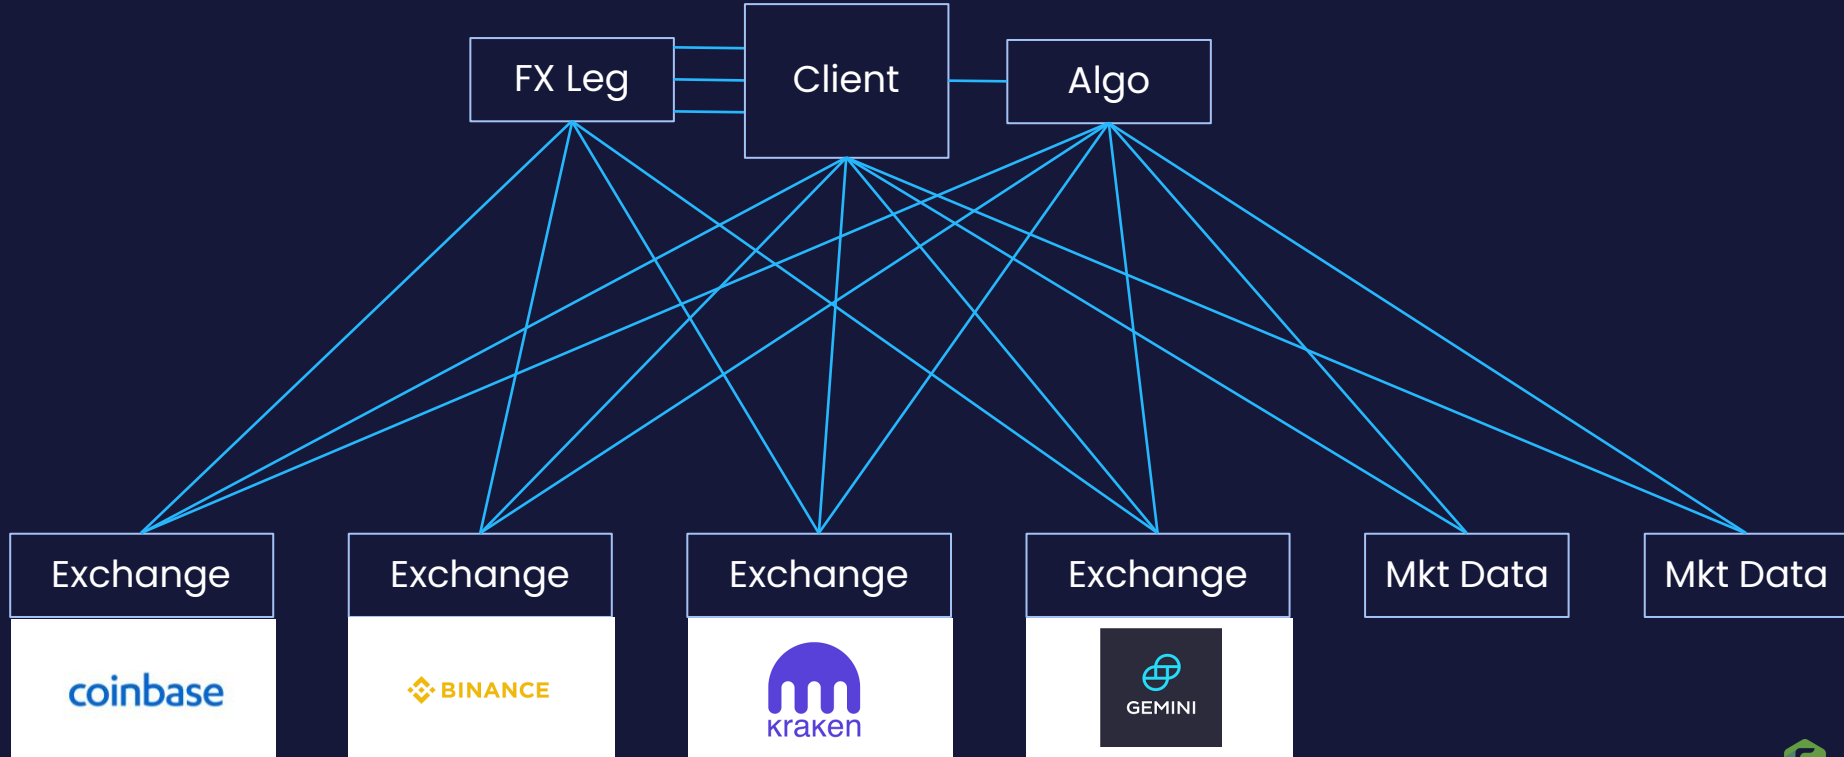 FX Leg
Client
Algo
Exchange
Exchange
Exchange
Exchange
Mkt Data
Mkt Data
coinbase
BINANCE
kraken
GEMINI